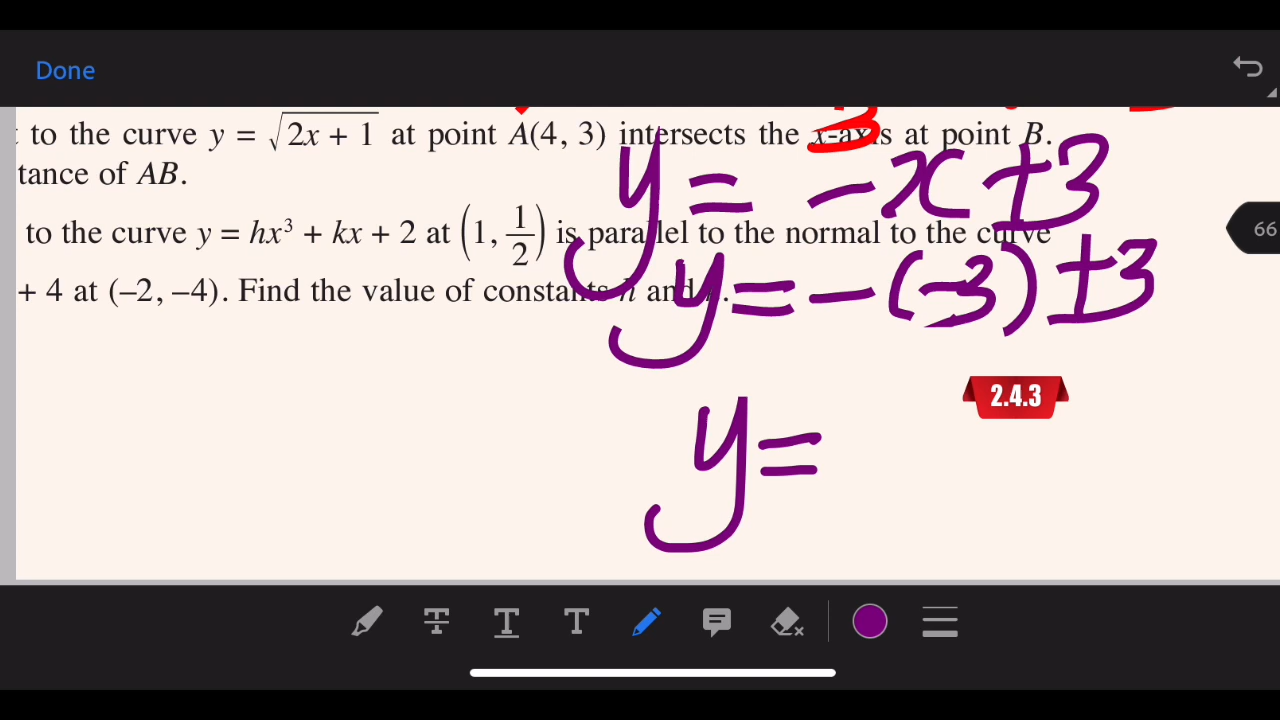 Done
to the curve y = √2x + 1 at point A(4, 3) intersects the x-axis at point B.
tance of AB.
y = -x + 3
to the curve y = hx³ + kx + 2 at (1, 1/2) is parallel to the normal to the curve
66
+ 4 at (–2, –4). Find the value of constants h and k.
y = -(-3) + 3
2.4.3
y =